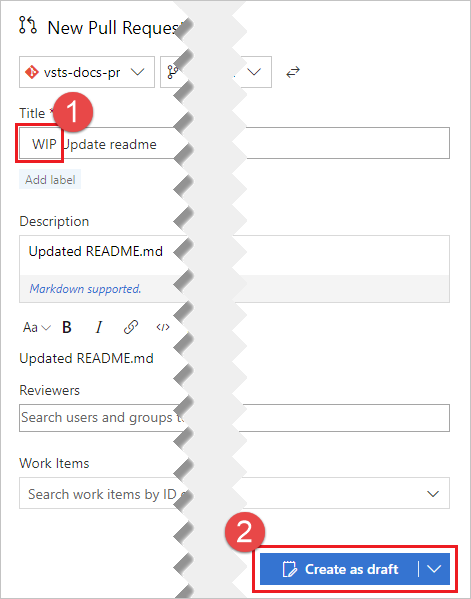 New Pull Reques
vsts-docs-pr
Title *
1
WIP Update readme
Add label
Description
Updated README.md
Markdown supported.
Aa B I </>
Updated README.md
Reviewers
Search users and groups t
Work Items
Search work items by ID
2
Create as draft